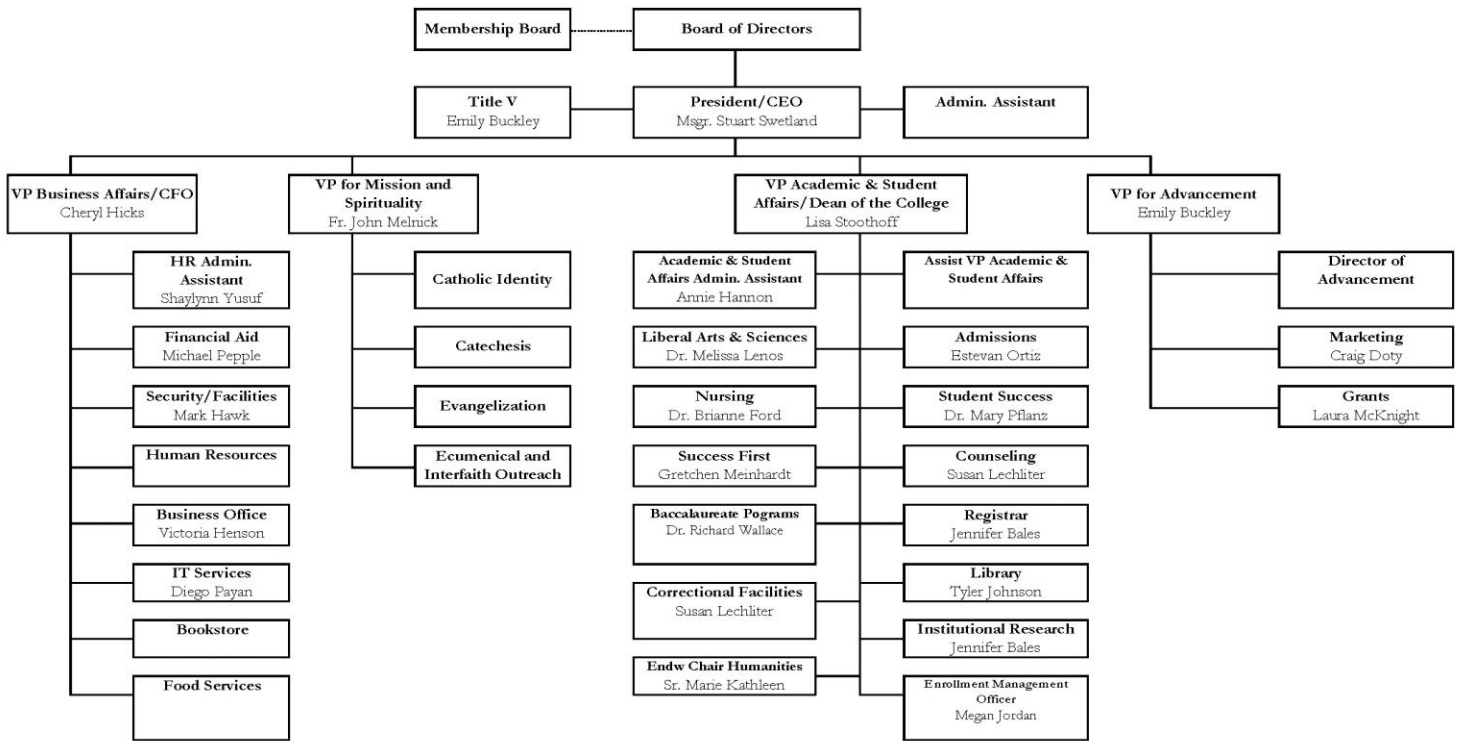 Membership Board
Board of Directors
Title V
Emily Buckley
President/CEO
Msgr. Stuart Swetland
Admin. Assistant
VP Business Affairs/CFO
Cheryl Hicks
VP for Mission and
Spirituality
Fr. John Melnick
VP Academic & Student
Affairs/Dean of the College
Lisa Stoothoff
VP for Advancement
Emily Buckley
HR Admin.
Assistant
Shaylynn Yusuf
Financial Aid
Michael Pepple
Security/Facilities
Mark Hawk
Human Resources
Business Office
Victoria Henson
IT Services
Diego Payan
Bookstore
Food Services
Catholic Identity
Catechesis
Evangelization
Ecumenical and
Interfaith Outreach
Academic & Student
Affairs Admin. Assistant
Annie Hannon
Liberal Arts & Sciences
Dr. Melissa Lenos
Nursing
Dr. Brianne Ford
Success First
Gretchen Meinhardt
Baccalaureate Pograms
Dr. Richard Wallace
Correctional Facilities
Susan Lechliter
Endw Chair Humanities
Sr. Marie Kathleen
Assist VP Academic &
Student Affairs
Admissions
Estevan Ortiz
Student Success
Dr. Mary Pflanz
Counseling
Susan Lechliter
Registrar
Jennifer Bales
Library
Tyler Johnson
Institutional Research
Jennifer Bales
Enrollment Management
Officer
Megan Jordan
Director of
Advancement
Marketing
Craig Doty
Grants
Laura McKnight